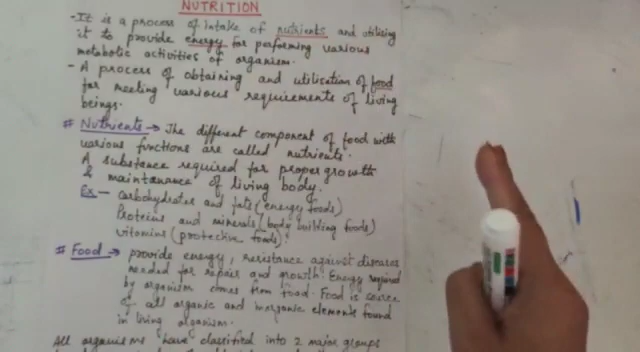 NUTRITION
- It is a process of intake of nutrients and utilising
it to provide energy for performing various
metabolic activities of organism.
- A process of obtaining and utilisation of food
for meeting various requirements of living
beings.
# Nutrients → The different component of food with
various functions are called nutrients.
A substance required for proper growth
& maintainance of living body.
Ex - Carbohydrates and fats (energy foods)
Proteins and minerals (body building foods)
Vitamins (protective foods).
# Food → provide energy, resistance against diseases
needed for repair and growth. Energy required
by organism comes from food. Food is source
of all organic and inorganic elements found
in living organism.
All organisms have classified into 2 major groups